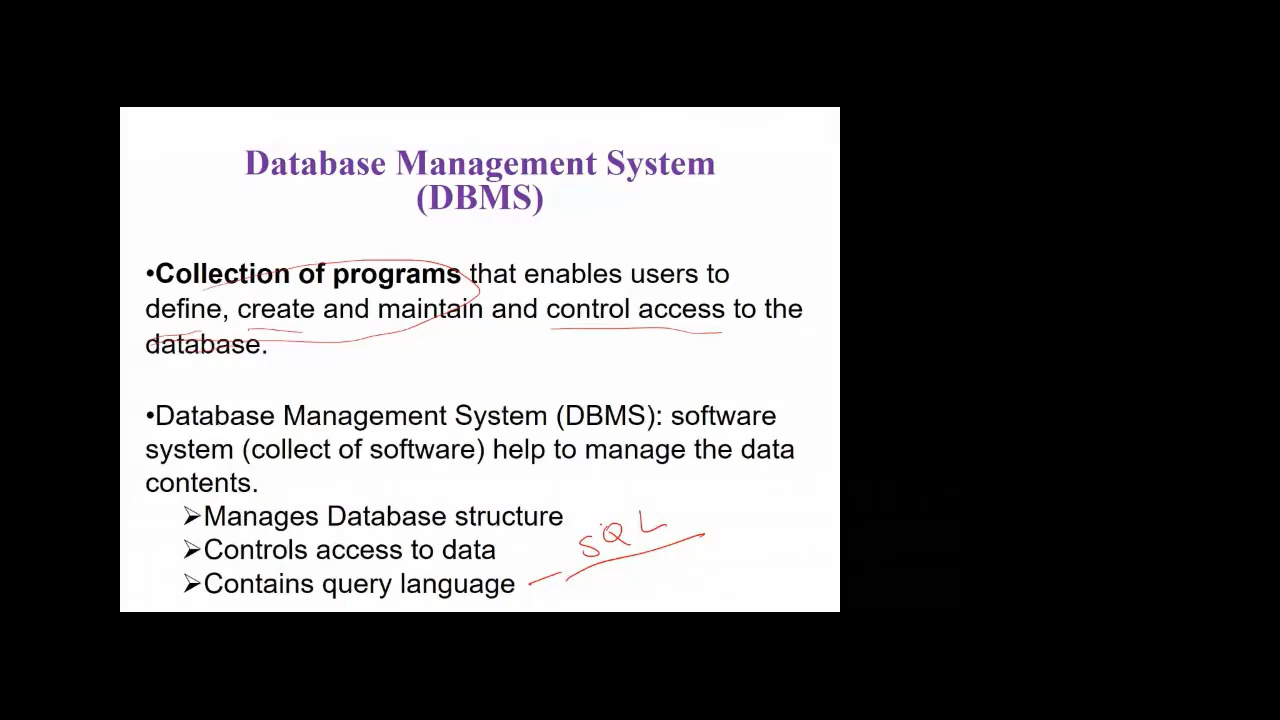 Database Management System
(DBMS)
•Collection of programs that enables users to
define, create and maintain and control access to the
database.
•Database Management System (DBMS): software
system (collect of software) help to manage the data
contents.
➢Manages Database structure
➢Controls access to data
➢Contains query language
SQL